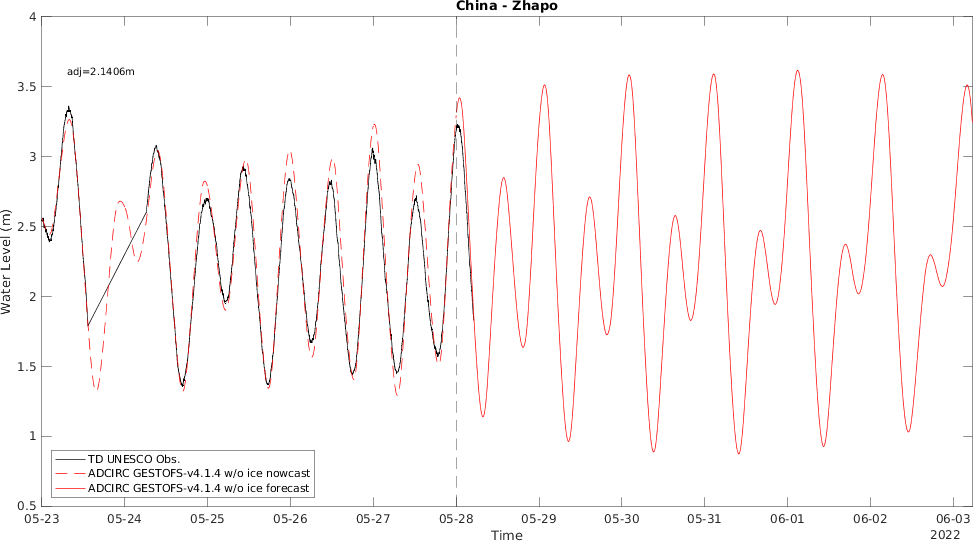 China - Zhapo
4
adj=2.1406m
3.5
3
2.5
2
1.5
1
0.5
Water Level (m)
TD UNESCO Obs.
ADCIRC GESTOFS-v4.1.4 w/o ice nowcast
ADCIRC GESTOFS-v4.1.4 w/o ice forecast
05-23 05-24 05-25 05-26 05-27 05-28 05-29 05-30 05-31 06-01 06-02 06-03
Time
2022